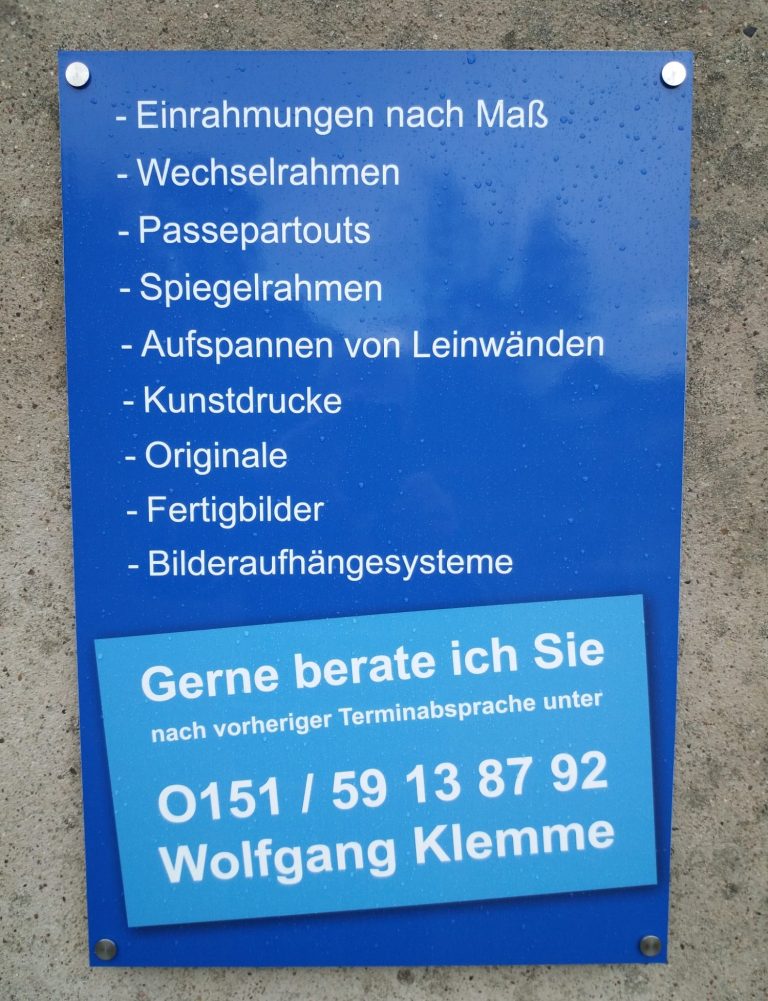 - Einrahmungen nach Maß
- Wechselrahmen
- Passepartouts
- Spiegelrahmen
- Aufspannen von Leinwänden
- Kunstdrucke
- Originale
- Fertigbilder
- Bilderaufhängesysteme
Gerne berate ich Sie
nach vorheriger Terminabsprache unter
O151 / 59 13 87 92
Wolfgang Klemme